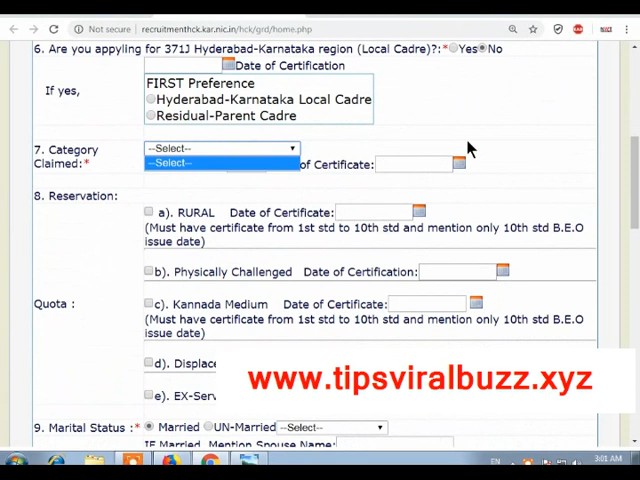 Not secure | recruitmenthck.kar.nic.in/hck/grd/home.php
6. Are you appyling for 371J Hyderabad-Karnataka region (Local Cadre)?:* Yes No
Date of Certification
If yes,
FIRST Preference
Hyderabad-Karnataka Local Cadre
Residual-Parent Cadre
7. Category Claimed:*
--Select--
--Select--
of Certificate:
8. Reservation:
a). RURAL Date of Certificate:
(Must have certificate from 1st std to 10th std and mention only 10th std B.E.O
issue date)
b). Physically Challenged Date of Certification:
Quota :
c). Kannada Medium Date of Certificate:
(Must have certificate from 1st std to 10th std and mention only 10th std B.E.O
issue date)
d). Displace
www.tipsviralbuzz.xyz
e). EX-Serv
9. Marital Status :* Married UN-Married --Select--
IF Married, Mention Spouse Name:
EN 3:01 AM